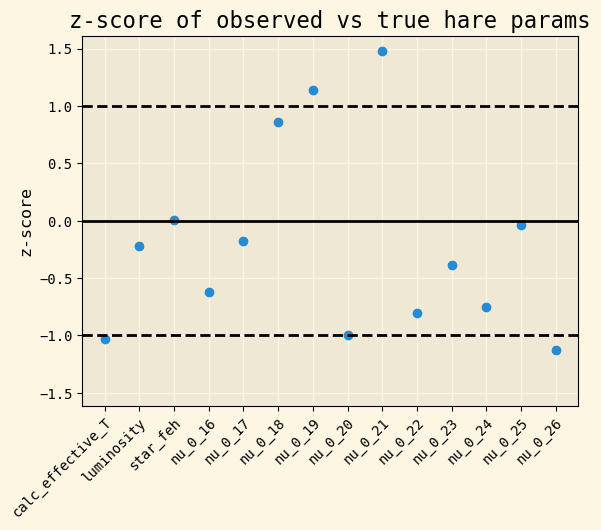 z-score of observed vs true hare params
z-score
1.5
1.0
0.5
0.0
−0.5
−1.0
−1.5
calc_effective_T
luminosity
star_feh
nu_0_16
nu_0_17
nu_0_18
nu_0_19
nu_0_20
nu_0_21
nu_0_22
nu_0_23
nu_0_24
nu_0_25
nu_0_26